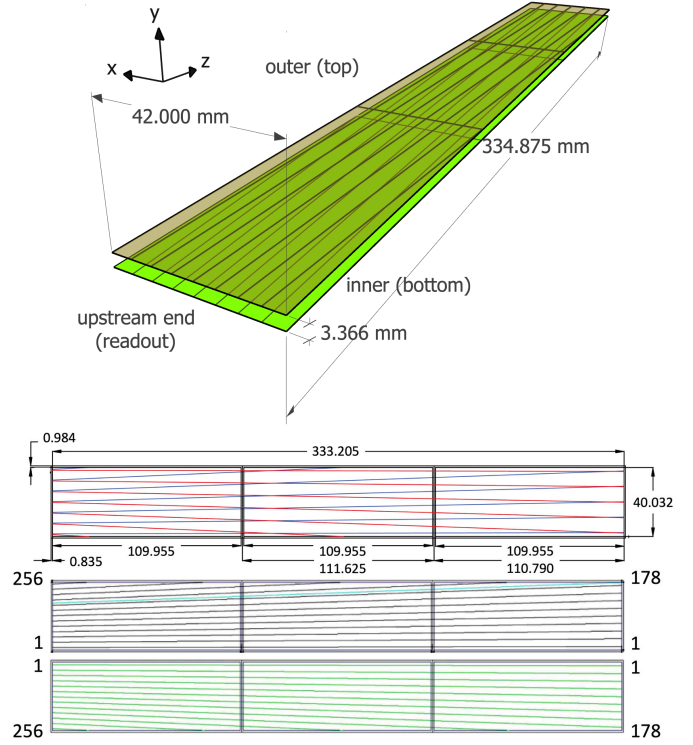 y
x
z
outer (top)
42.000 mm
334.875 mm
inner (bottom)
upstream end
(readout)
3.366 mm
0.984
333.205
40.032
109.955
109.955
109.955
0.835
111.625
110.790
256
178
1
1
1
1
256
178